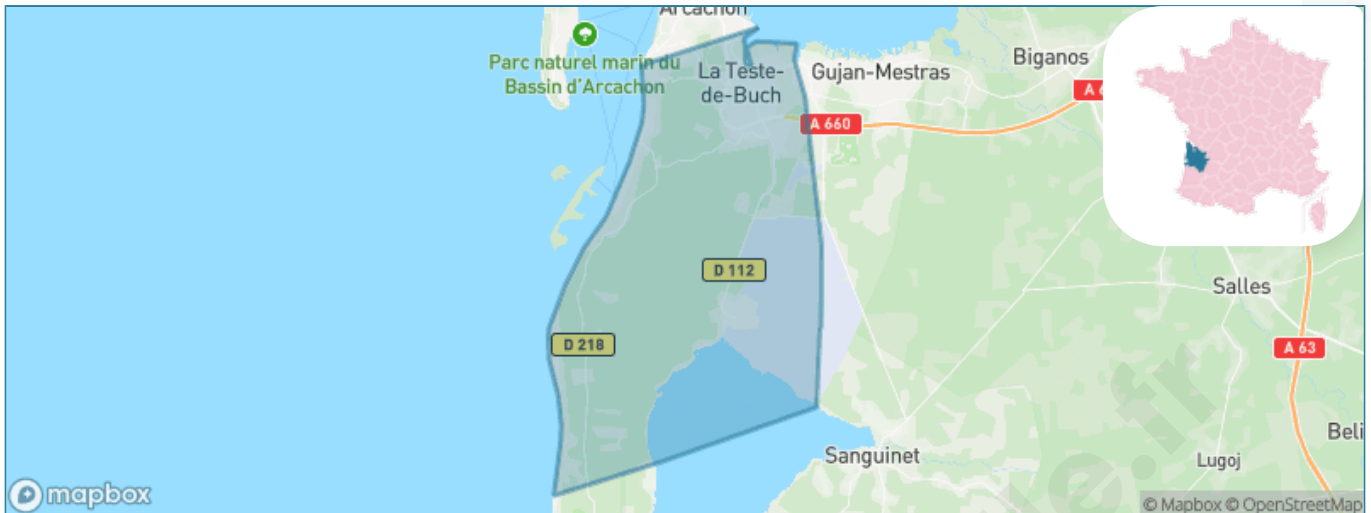 Arcachon
Parc naturel marin du
Bassin d'Arcachon
La Teste-
de-Buch
Gujan-Mestras
Biganos
A 660
D 112
Salles
D 218
A 63
Sanguinet
Lugoj
mapbox
© Mapbox © OpenStreetMap